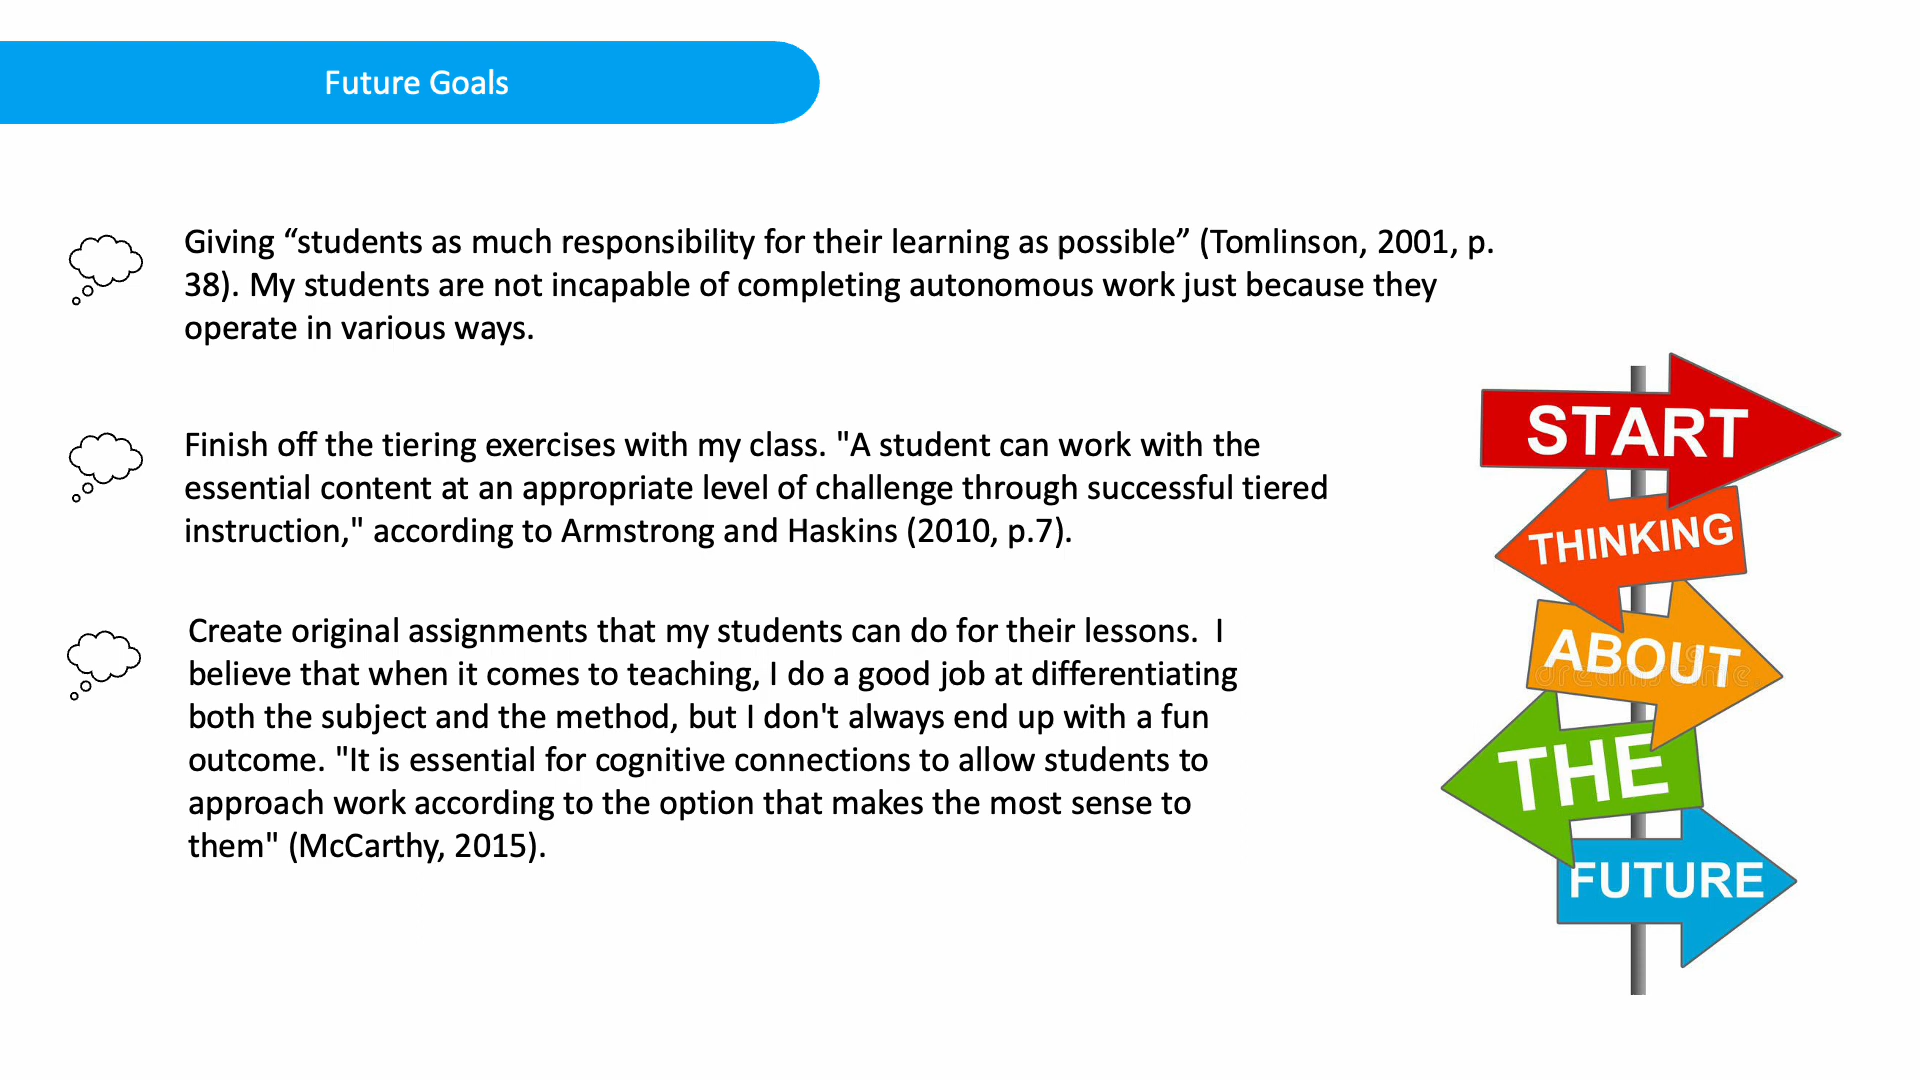 Future Goals
Giving “students as much responsibility for their learning as possible” (Tomlinson, 2001, p.
38). My students are not incapable of completing autonomous work just because they
operate in various ways.
Finish off the tiering exercises with my class. "A student can work with the
essential content at an appropriate level of challenge through successful tiered
instruction," according to Armstrong and Haskins (2010, p.7).
Create original assignments that my students can do for their lessons.  I
believe that when it comes to teaching, I do a good job at differentiating
both the subject and the method, but I don't always end up with a fun
outcome. "It is essential for cognitive connections to allow students to
approach work according to the option that makes the most sense to
them" (McCarthy, 2015).
START
THINKING
ABOUT
THE
FUTURE